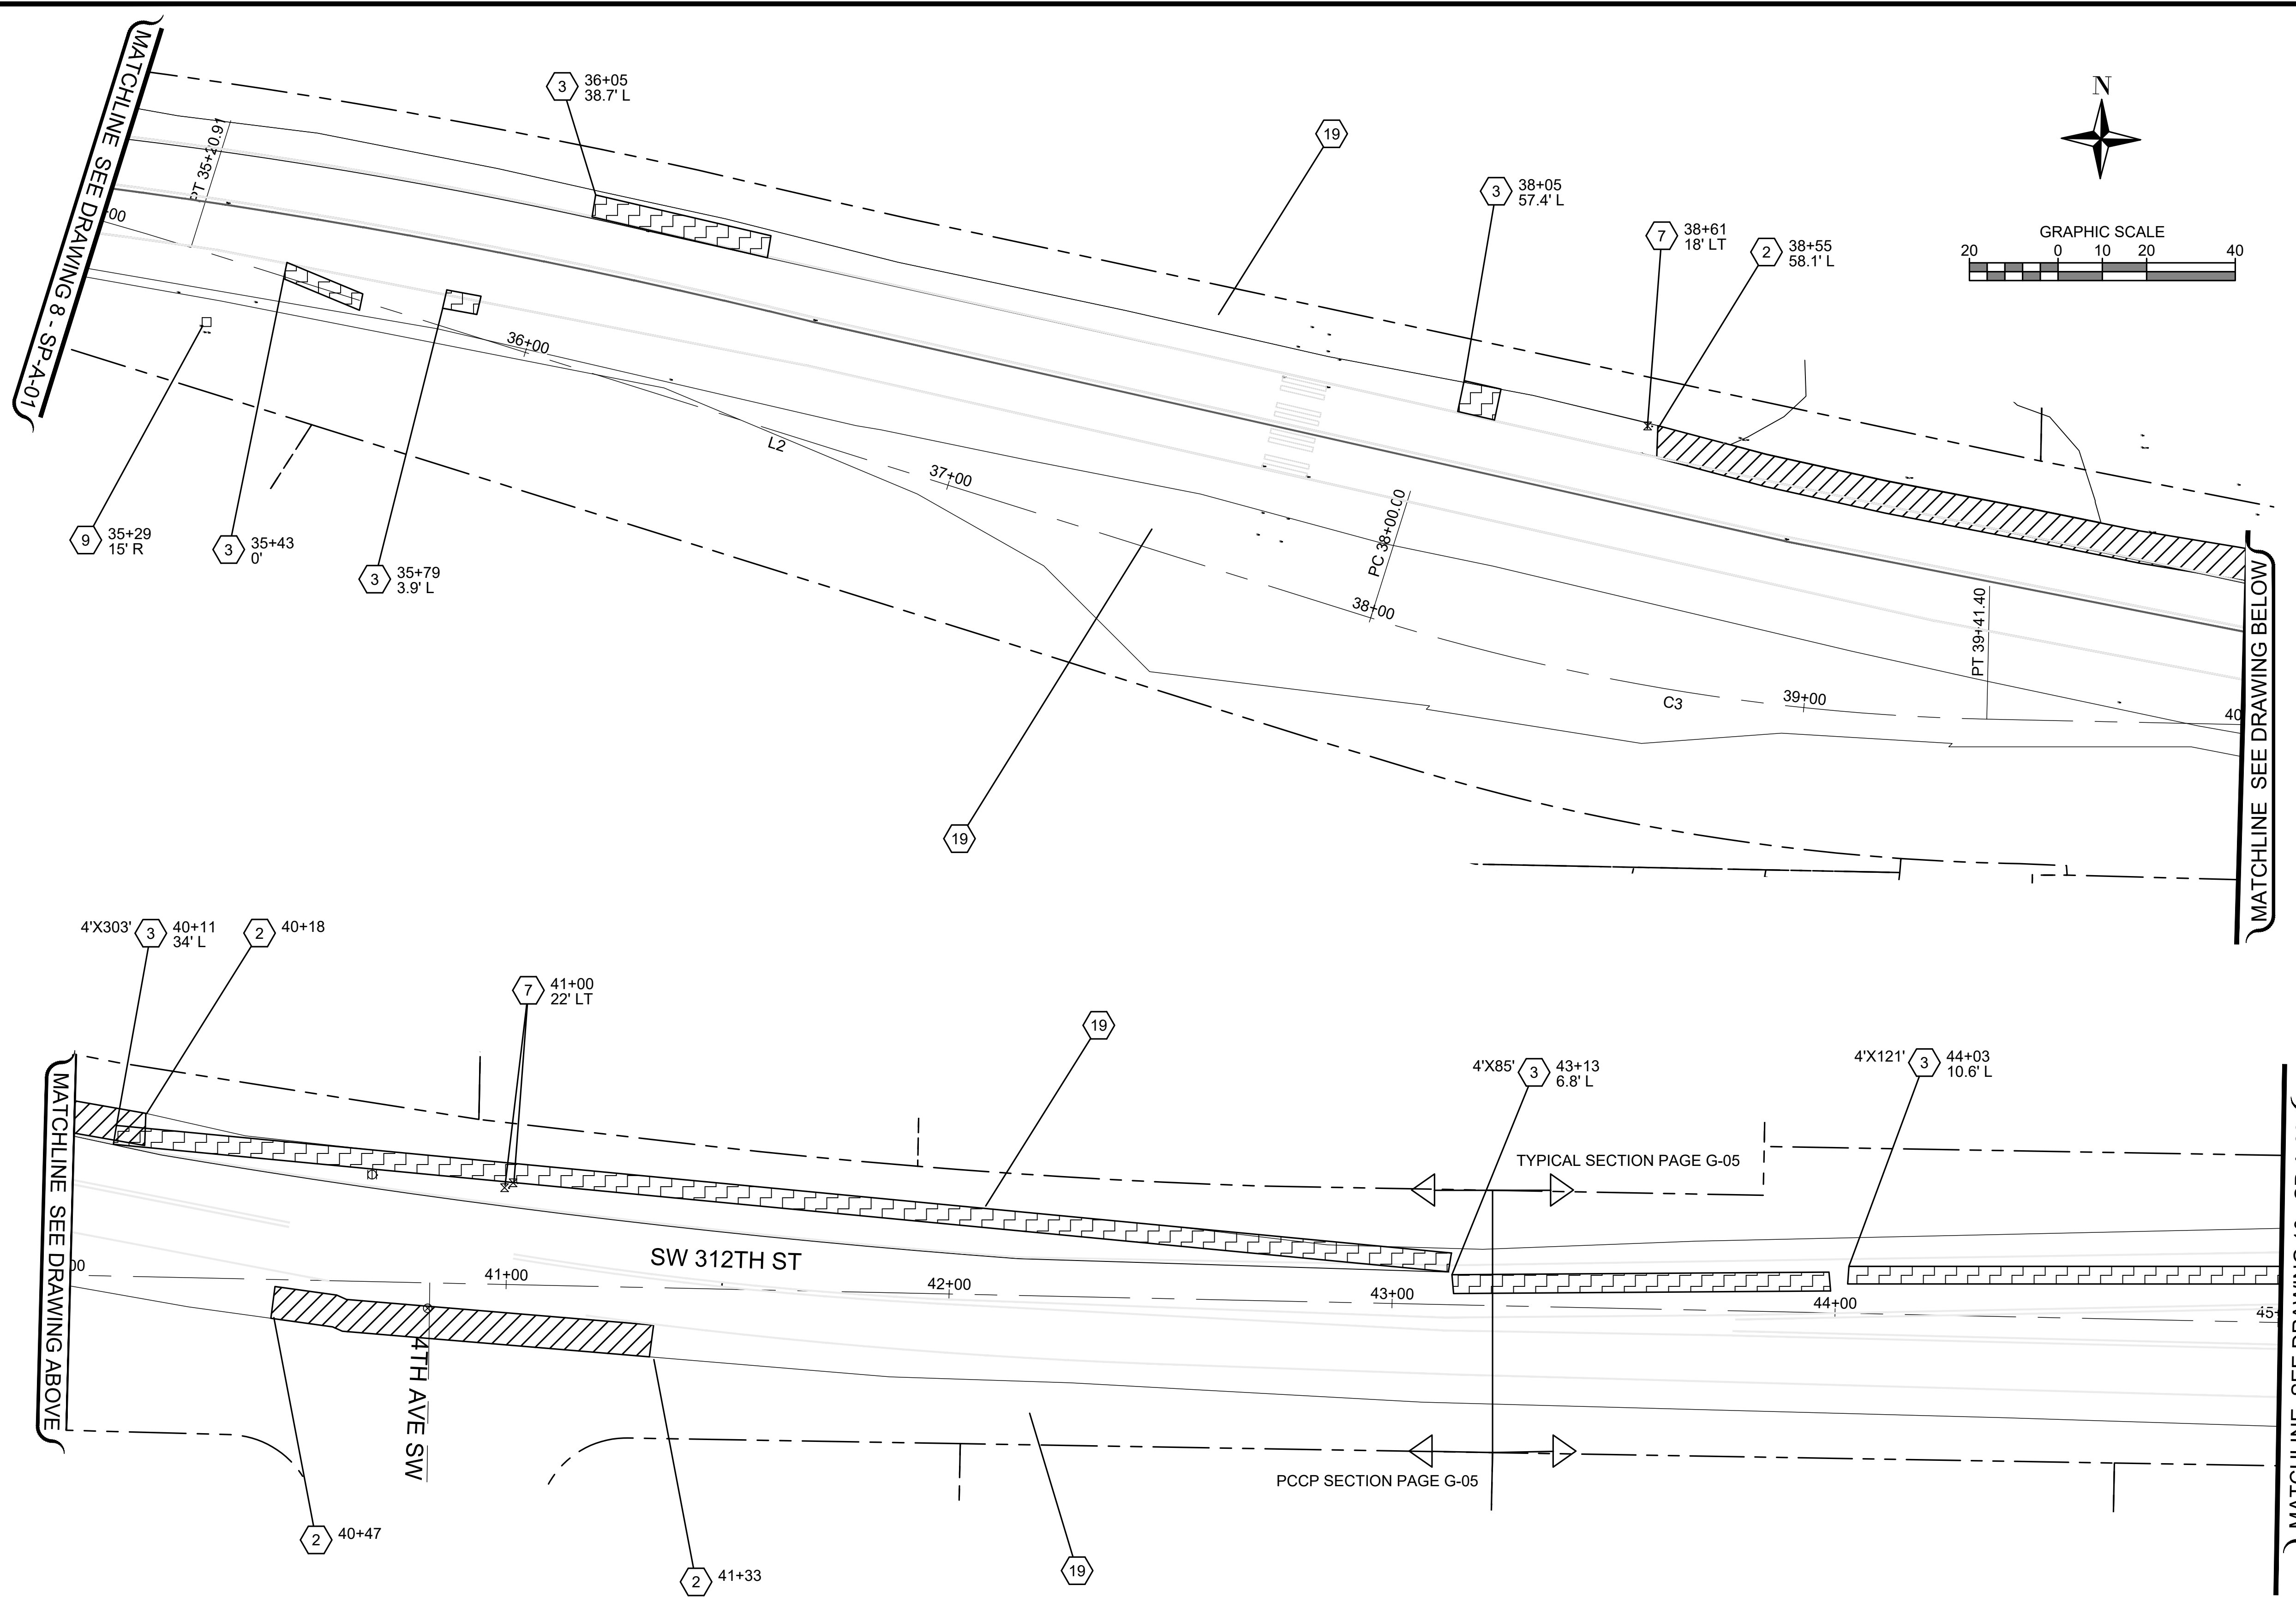 MATCHLINE  SEE DRAWING 8 - SP-A-01
PT 35+20.91
3
36+05
38.7' L
19
3
38+05
57.4' L
7
38+61
18' LT
2
38+55
58.1' L
N
GRAPHIC SCALE
20 0 10 20 40
36+00
L2
37+00
PC 38+00.00
38+00
C3
39+00
PT 39+41.40
40
MATCHLINE  SEE DRAWING BELOW
9
35+29
15' R
3
35+43
0'
3
35+79
3.9' L
19
4'X303'
3
40+11
34' L
2
40+18
7
41+00
22' LT
19
4'X85'
3
43+13
6.8' L
4'X121'
3
44+03
10.6' L
TYPICAL SECTION PAGE G-05
MATCHLINE  SEE DRAWING ABOVE
SW 312TH ST
41+00
42+00
43+00
44+00
PCCP SECTION PAGE G-05
2
40+47
2
41+33
19